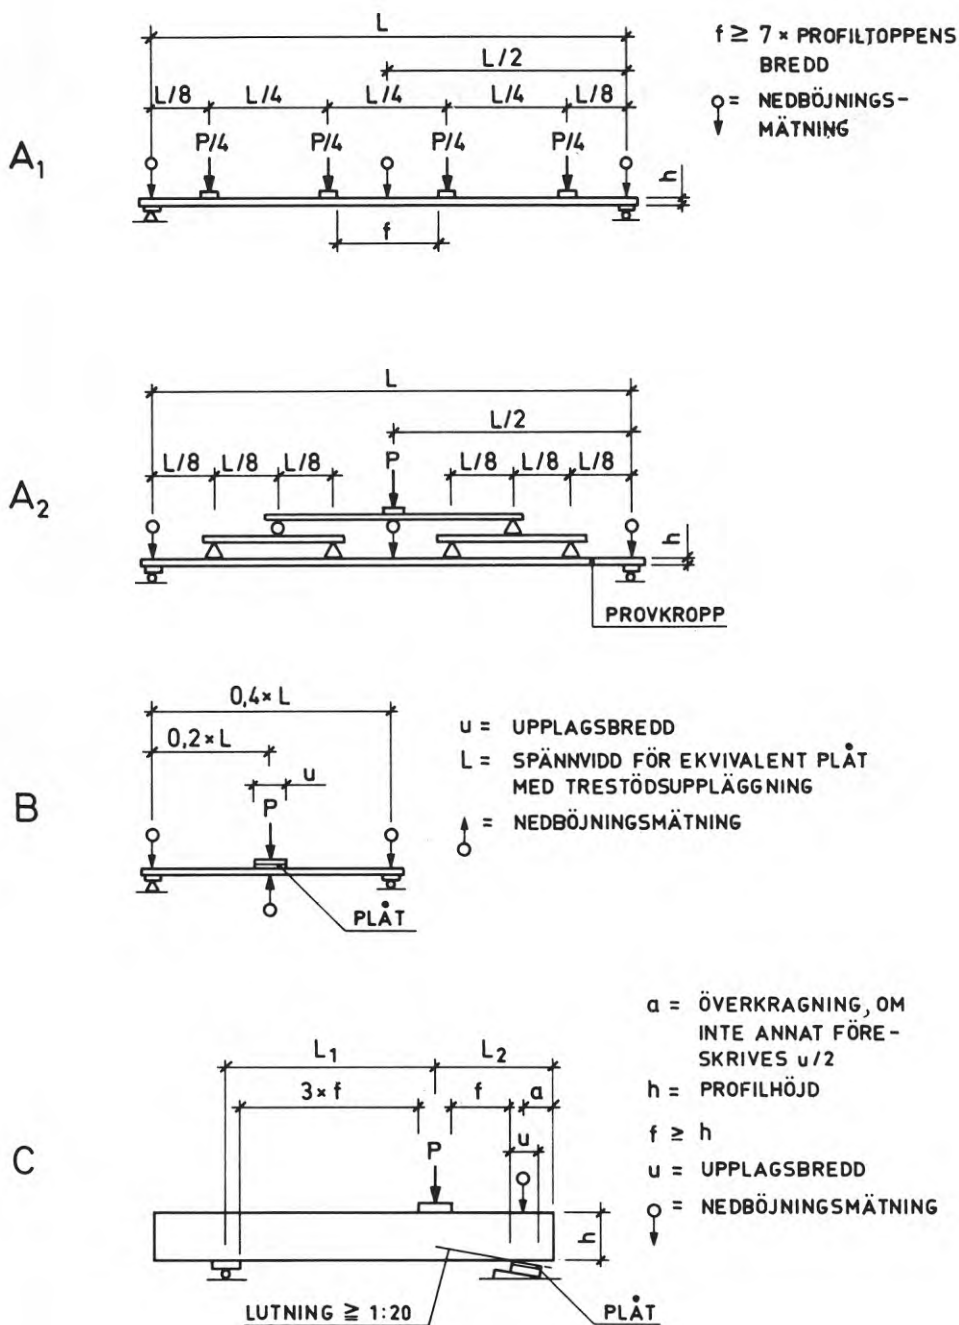 L
f ≥ 7 × PROFILTOPPENS
BREDD
L/2
L/8 L/4 L/4 L/4 L/8
= NEDBÖJNINGS-
MÄTNING
P/4 P/4 P/4 P/4
A₁
h
f
L
L/2
L/8 L/8 L/8 P L/8 L/8 L/8
A₂
h
PROVKROPP
0,4 × L
0,2 × L
u
P
B
PLÅT
u = UPPLAGSBREDD
L = SPÄNNVIDD FÖR EKVIVALENT PLÅT
MED TRESTÖDSUPPLÄGGNING
= NEDBÖJNINGSMÄTNING
L₁ L₂
3 × f f a
u
P
C
h
LUTNING ≧ 1:20
PLÅT
a = ÖVERKRAGNING, OM
INTE ANNAT FÖRE-
SKRIVES u/2
h = PROFILHÖJD
f ≥ h
u = UPPLAGSBREDD
= NEDBÖJNINGSMÄTNING